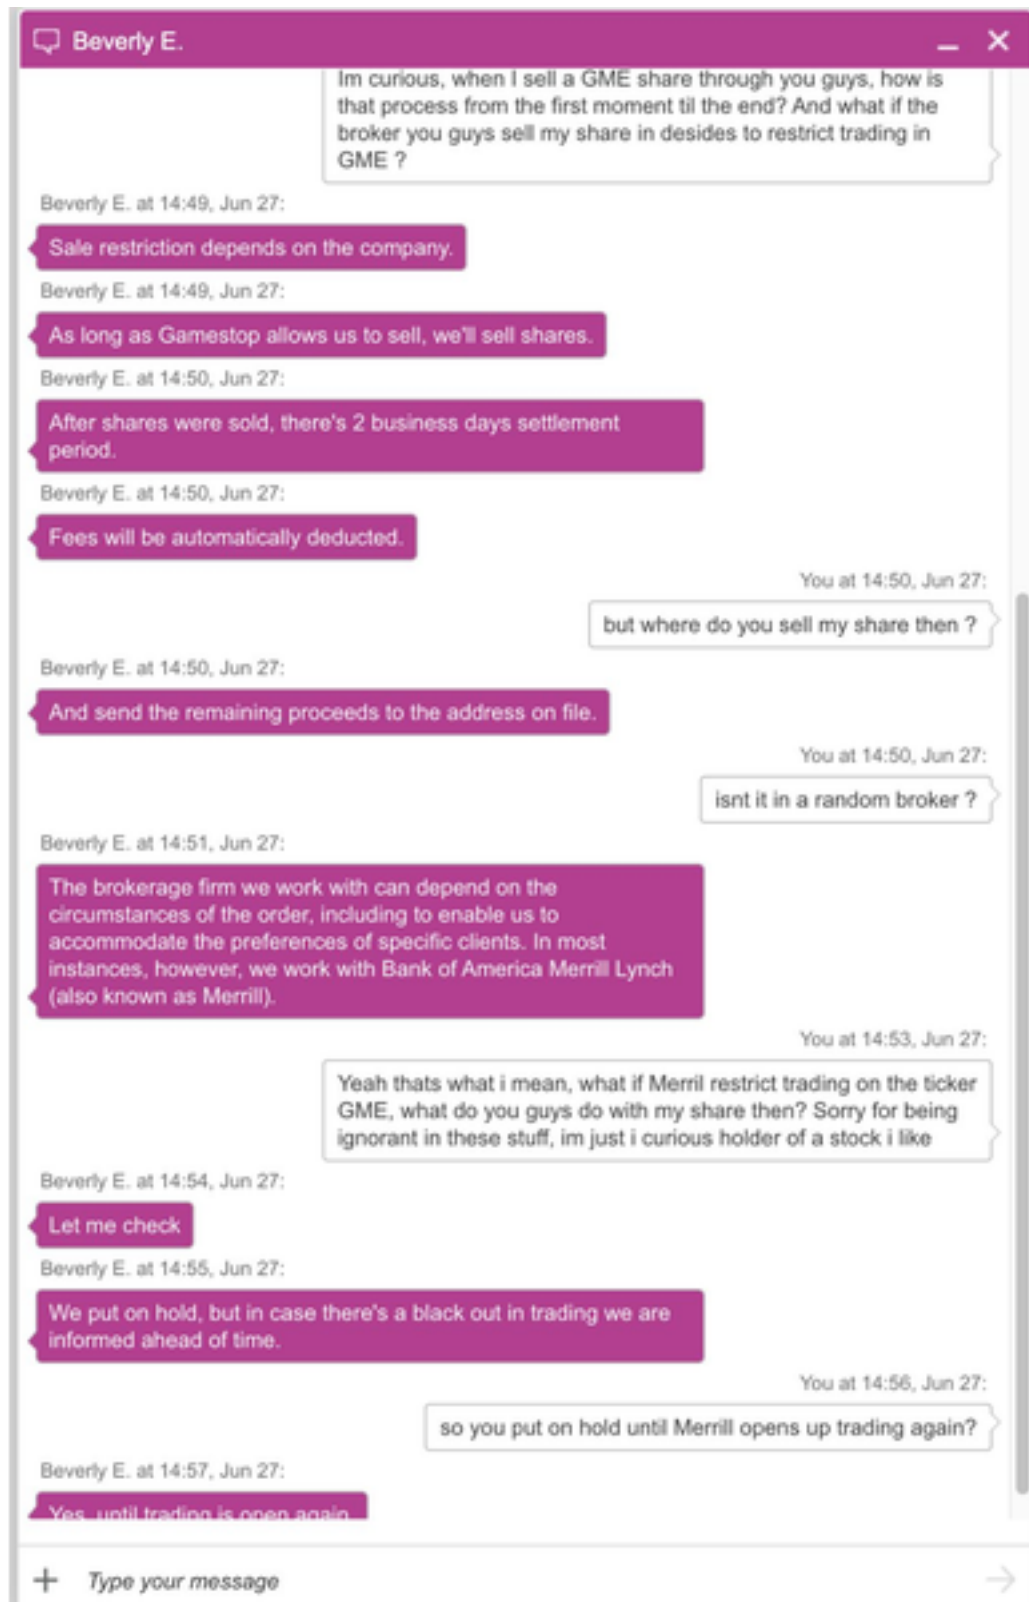 Beverly E.
Im curious, when I sell a GME share through you guys, how is
that process from the first moment til the end? And what if the
broker you guys sell my share in desides to restrict trading in
GME ?
Beverly E. at 14:49, Jun 27:
Sale restriction depends on the company.
Beverly E. at 14:49, Jun 27:
As long as Gamestop allows us to sell, we'll sell shares.
Beverly E. at 14:50, Jun 27:
After shares were sold, there's 2 business days settlement
period.
Beverly E. at 14:50, Jun 27:
Fees will be automatically deducted.
You at 14:50, Jun 27:
but where do you sell my share then ?
Beverly E. at 14:50, Jun 27:
And send the remaining proceeds to the address on file.
You at 14:50, Jun 27:
isnt it in a random broker ?
Beverly E. at 14:51, Jun 27:
The brokerage firm we work with can depend on the
circumstances of the order, including to enable us to
accommodate the preferences of specific clients. In most
instances, however, we work with Bank of America Merrill Lynch
(also known as Merrill).
You at 14:53, Jun 27:
Yeah thats what i mean, what if Merril restrict trading on the ticker
GME, what do you guys do with my share then? Sorry for being
ignorant in these stuff, im just i curious holder of a stock i like
Beverly E. at 14:54, Jun 27:
Let me check
Beverly E. at 14:55, Jun 27:
We put on hold, but in case there's a black out in trading we are
informed ahead of time.
You at 14:56, Jun 27:
so you put on hold until Merrill opens up trading again?
Beverly E. at 14:57, Jun 27:
Yes, until trading is open again
Type your message